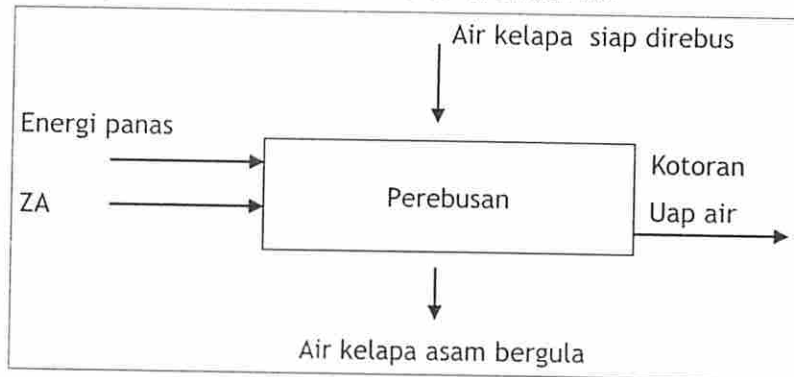 Air kelapa siap direbus
Energi panas
ZA
Perebusan
Kotoran
Uap air
Air kelapa asam bergula